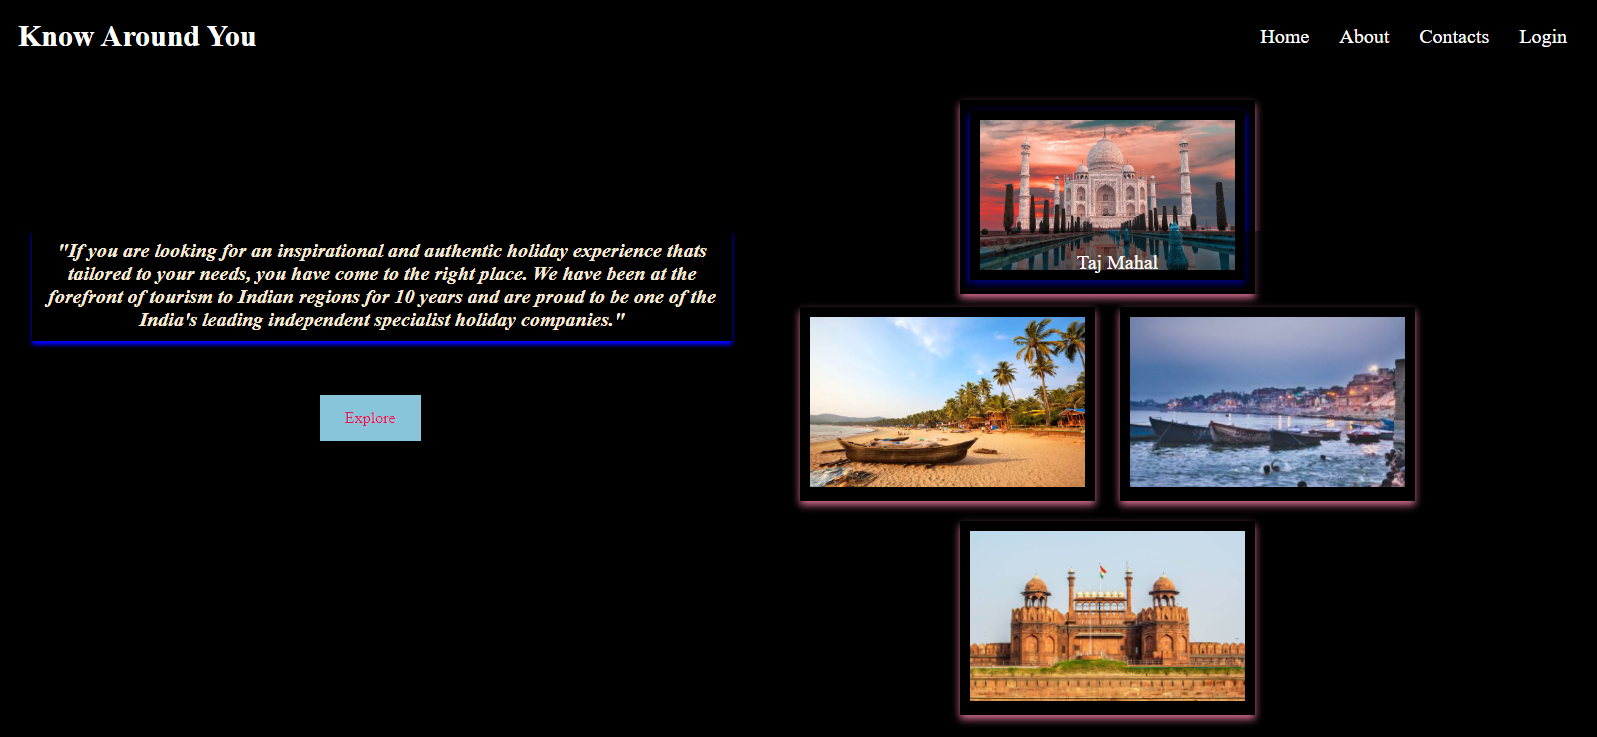 Know Around You
Home About Contacts Login
"If you are looking for an inspirational and authentic holiday experience thats
tailored to your needs, you have come to the right place. We have been at the
forefront of tourism to Indian regions for 10 years and are proud to be one of the
India's leading independent specialist holiday companies."
Explore
Taj Mahal